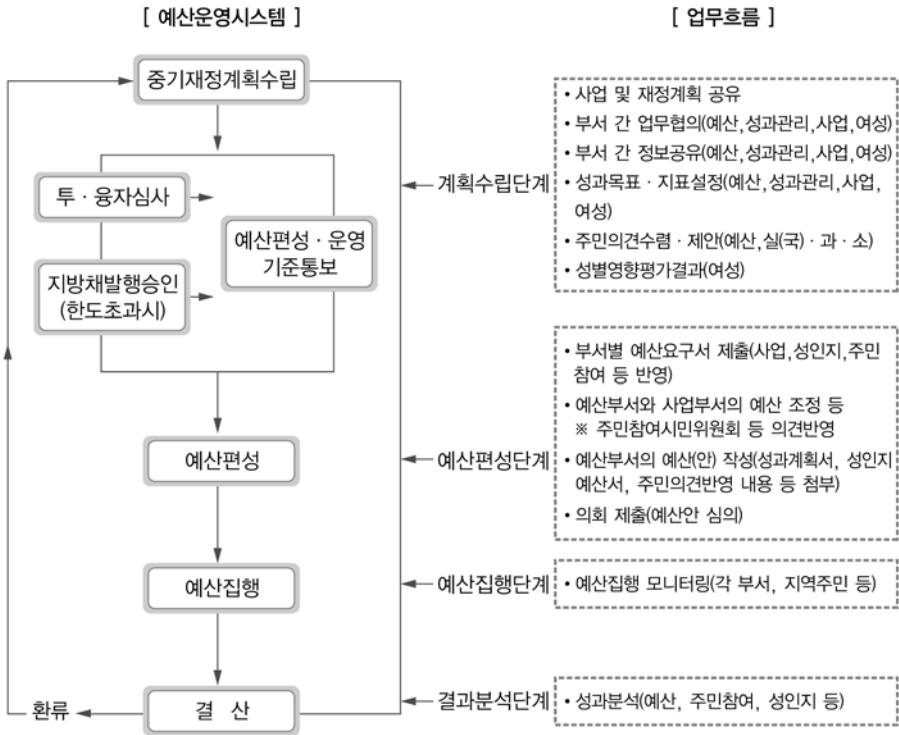 [ 예산운영시스템 ]
[ 업무흐름 ]
중기재정계획수립
투 · 융자심사
지방채발행승인
(한도초과시)
예산편성 · 운영
기준통보
예산편성
예산집행
결 산
환류
계획수립단계
• 사업 및 재정계획 공유
• 부서 간 업무협의(예산,성과관리,사업,여성)
• 부서 간 정보공유(예산,성과관리,사업,여성)
• 성과목표 · 지표설정(예산,성과관리,사업,
여성)
• 주민의견수렴 · 제안(예산,실(국) · 과 · 소)
• 성별영향평가결과(여성)
예산편성단계
• 부서별 예산요구서 제출(사업,성인지,주민
참여 등 반영)
• 예산부서와 사업부서의 예산 조정 등
※ 주민참여시민위원회 등 의견반영
• 예산부서의 예산(안) 작성(성과계획서, 성인지
예산서, 주민의견반영 내용 등 첨부)
• 의회 제출(예산안 심의)
예산집행단계
• 예산집행 모니터링(각 부서, 지역주민 등)
결과분석단계
• 성과분석(예산, 주민참여, 성인지 등)